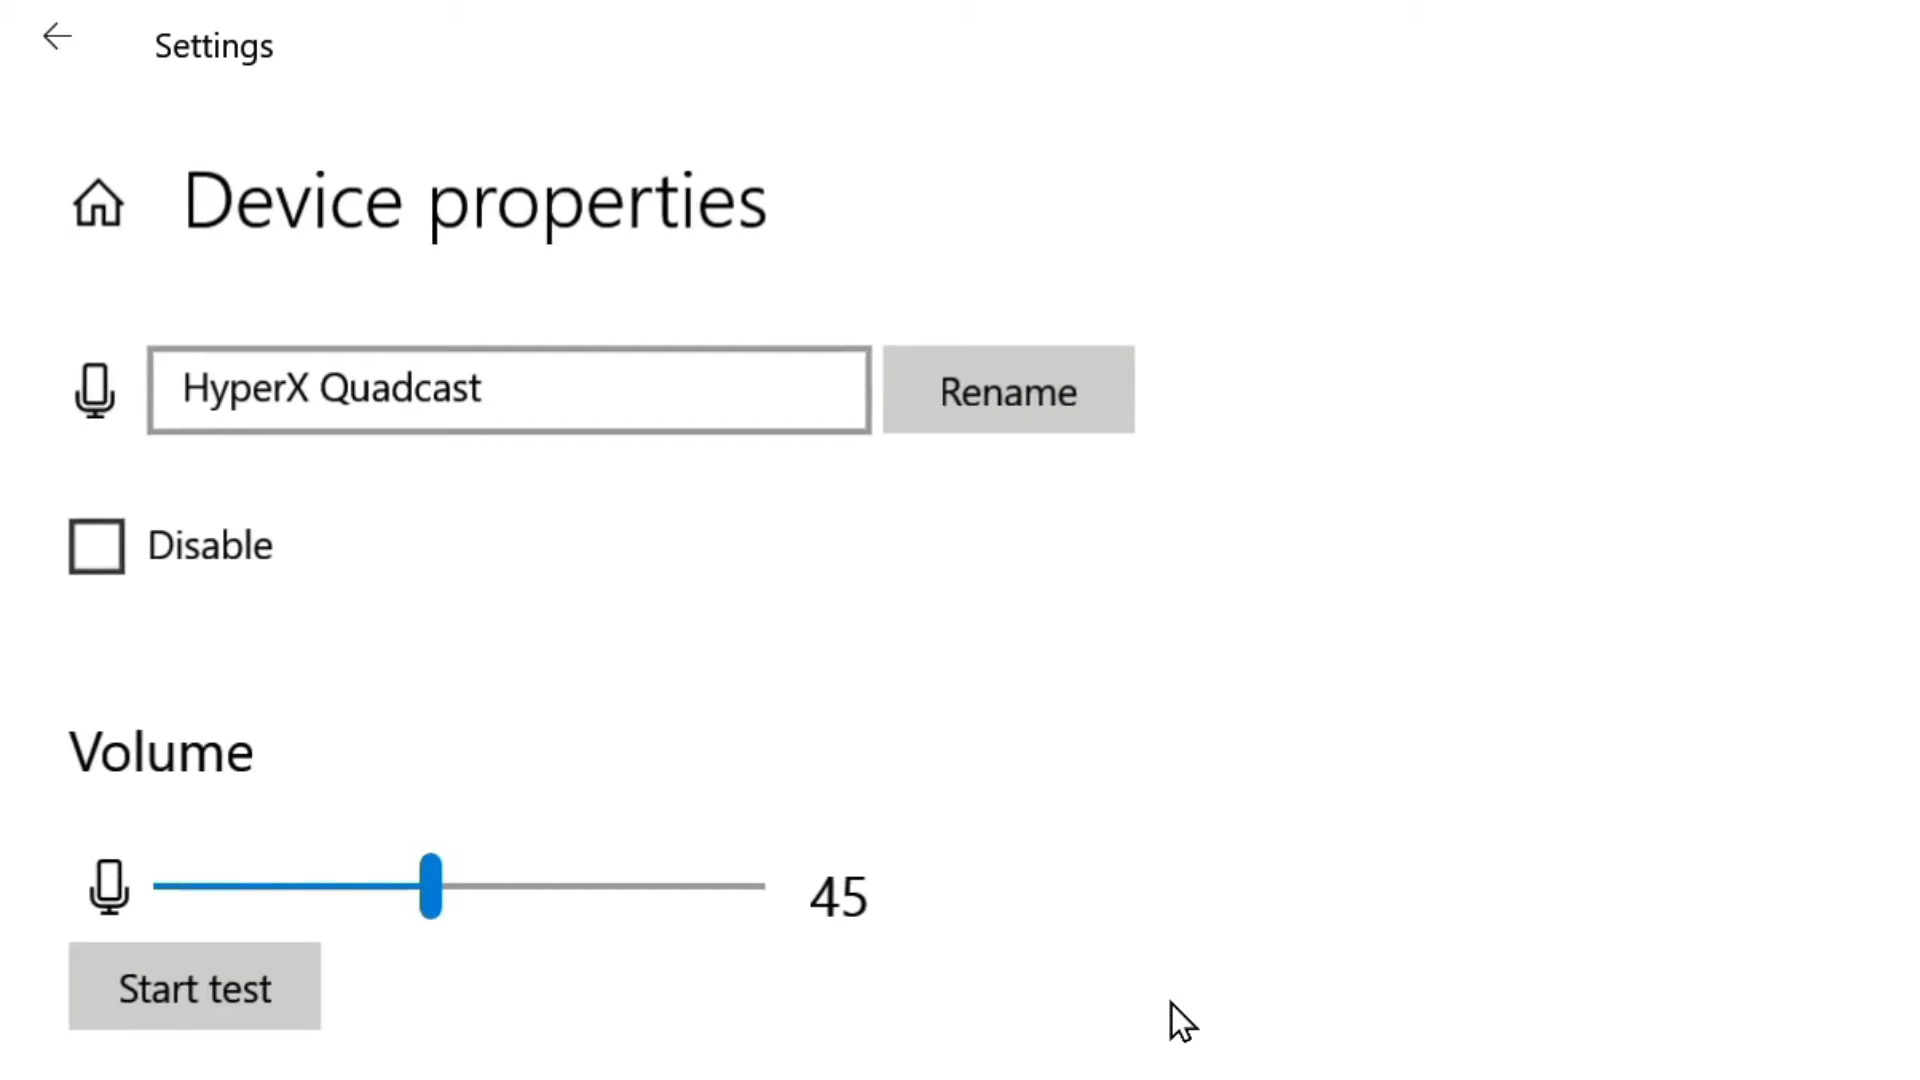 Settings
Device properties
HyperX Quadcast
Rename
Disable
Volume
45
Start test